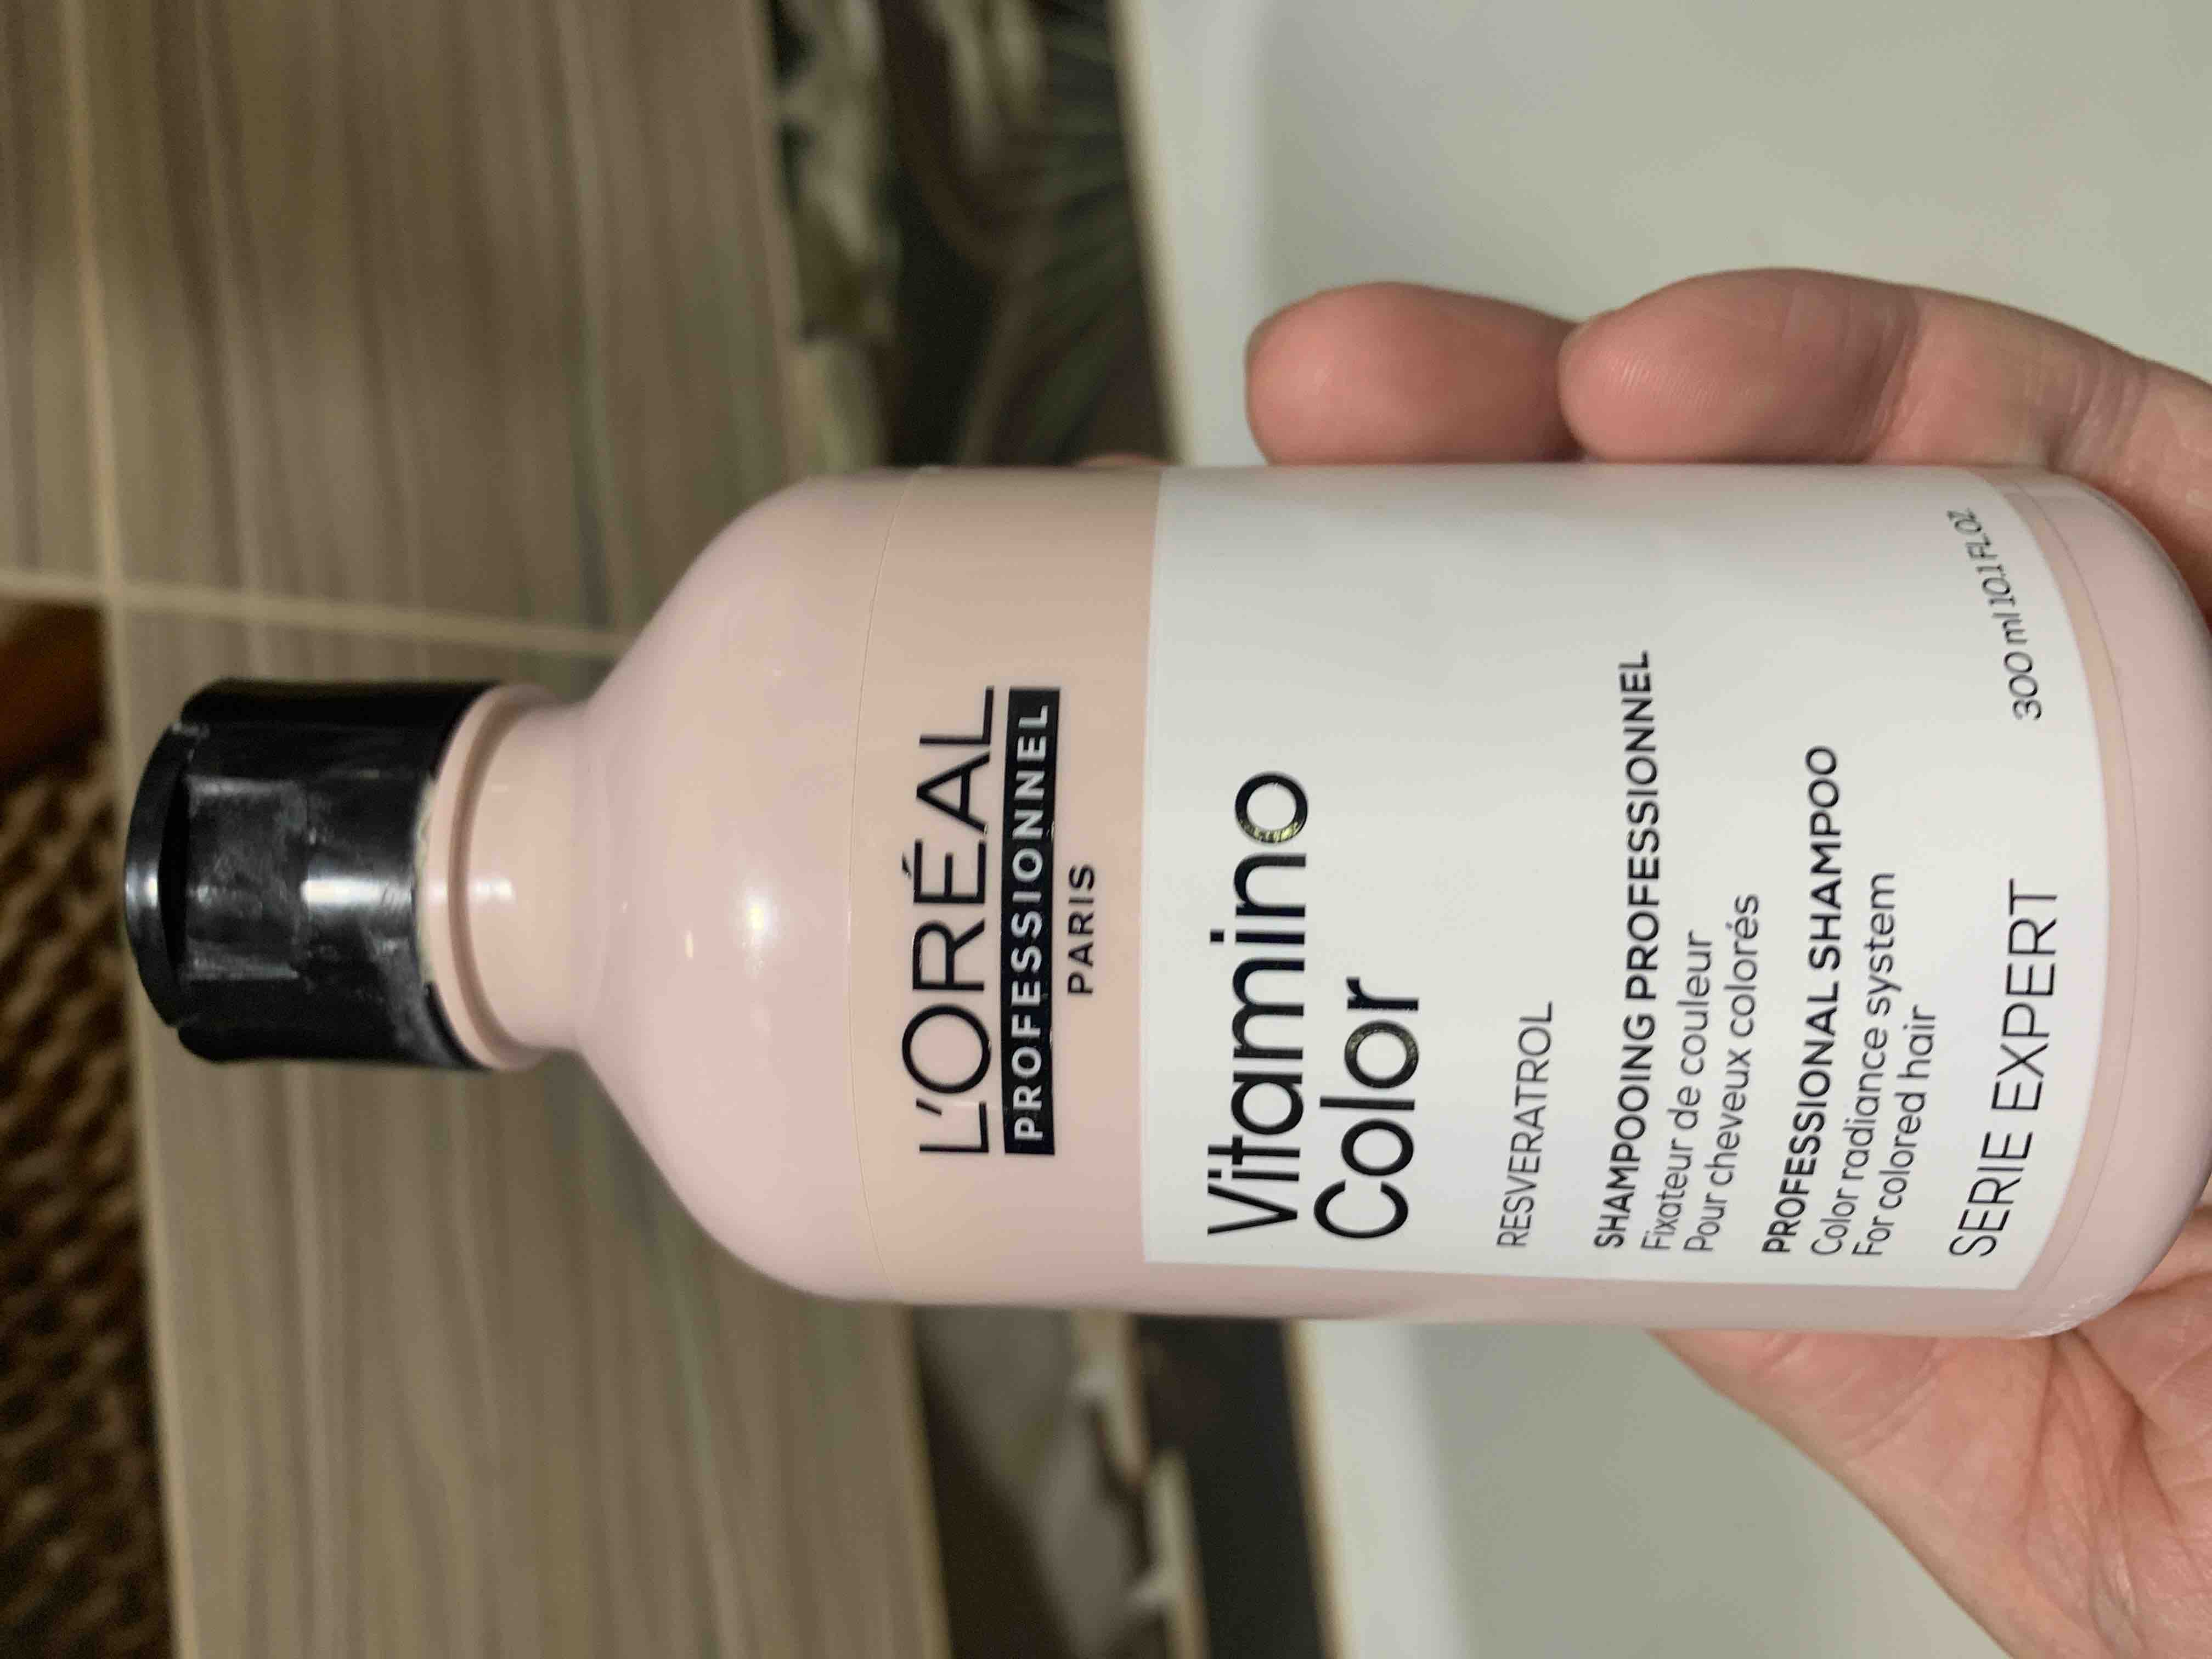 L'ORÉAL
PROFESSIONNEL
PARIS
Vitamino
Color
RESVERATROL
SHAMPOOING PROFESSIONNEL
Fixateur de couleur
Pour cheveux colorés
PROFESSIONAL SHAMPOO
Color radiance system
For colored hair
SERIE EXPERT
300 ml 10.1 FL.OZ.